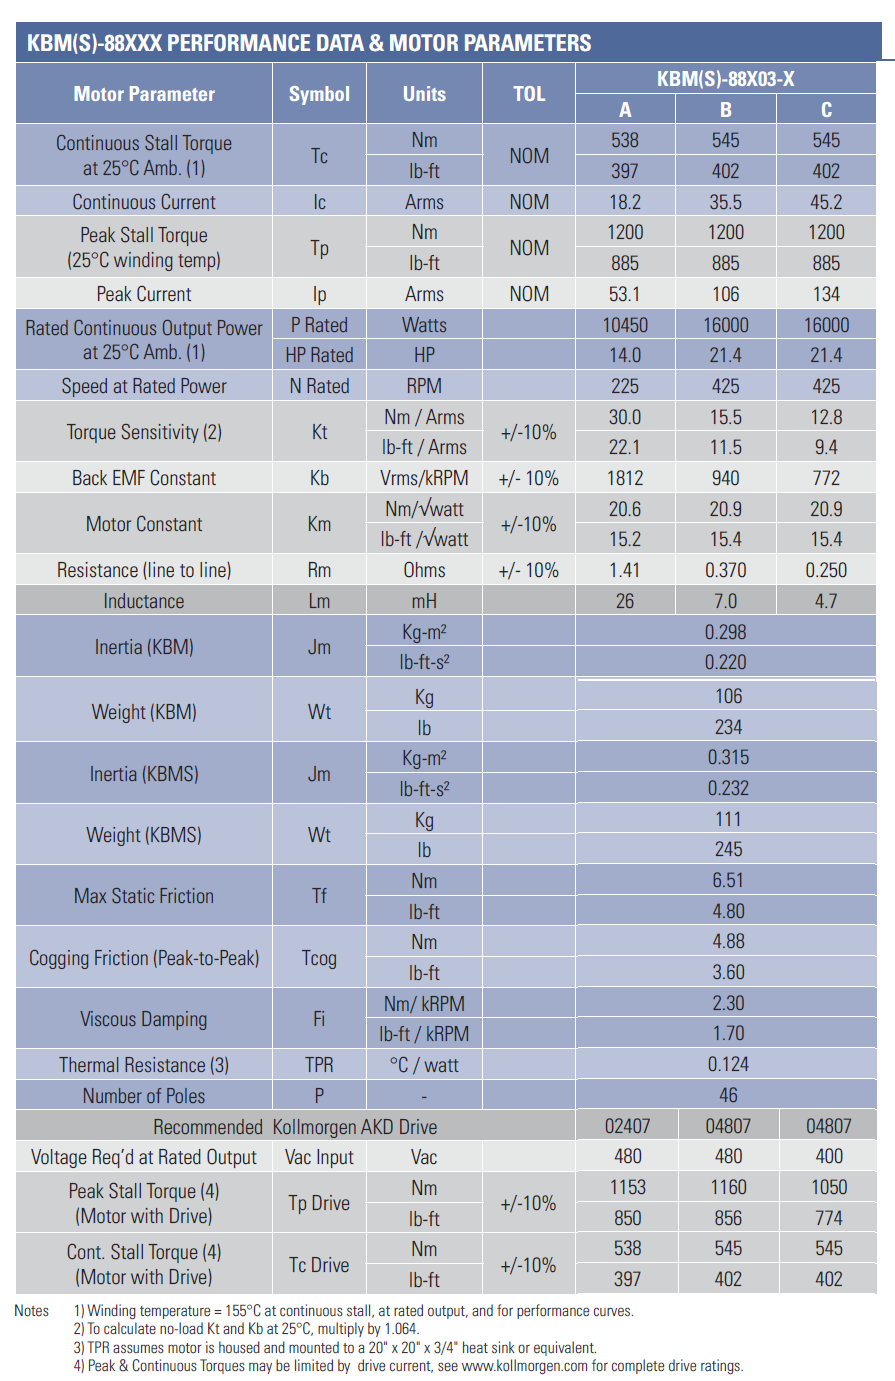 KBM(S)-88XXX PERFORMANCE DATA & MOTOR PARAMETERS
Motor Parameter Symbol Units TOL KBM(S)-88X03-X
A B C
Continuous Stall Torque at 25°C Amb. (1) Tc Nm NOM 538 545 545
lb-ft 397 402 402
Continuous Current Ic Arms NOM 18.2 35.5 45.2
Peak Stall Torque (25°C winding temp) Tp Nm NOM 1200 1200 1200
lb-ft 885 885 885
Peak Current Ip Arms NOM 53.1 106 134
Rated Continuous Output Power at 25°C Amb. (1) P Rated Watts 10450 16000 16000
HP Rated HP 14.0 21.4 21.4
Speed at Rated Power N Rated RPM 225 425 425
Torque Sensitivity (2) Kt Nm / Arms +/-10% 30.0 15.5 12.8
lb-ft / Arms 22.1 11.5 9.4
Back EMF Constant Kb Vrms/kRPM +/- 10% 1812 940 772
Motor Constant Km Nm/√watt +/-10% 20.6 20.9 20.9
lb-ft /√watt 15.2 15.4 15.4
Resistance (line to line) Rm Ohms +/- 10% 1.41 0.370 0.250
Inductance Lm mH 26 7.0 4.7
Inertia (KBM) Jm Kg-m² 0.298
lb-ft-s² 0.220
Weight (KBM) Wt Kg 106
lb 234
Inertia (KBMS) Jm Kg-m² 0.315
lb-ft-s² 0.232
Weight (KBMS) Wt Kg 111
lb 245
Max Static Friction Tf Nm 6.51
lb-ft 4.80
Cogging Friction (Peak-to-Peak) Tcog Nm 4.88
lb-ft 3.60
Viscous Damping Fi Nm/ kRPM 2.30
lb-ft / kRPM 1.70
Thermal Resistance (3) TPR °C / watt 0.124
Number of Poles P - 46
Recommended Kollmorgen AKD Drive 02407 04807 04807
Voltage Req'd at Rated Output Vac Input Vac 480 480 400
Peak Stall Torque (4) (Motor with Drive) Tp Drive Nm +/-10% 1153 1160 1050
lb-ft 850 856 774
Cont. Stall Torque (4) (Motor with Drive) Tc Drive Nm +/-10% 538 545 545
lb-ft 397 402 402
Notes 1) Winding temperature = 155°C at continuous stall, at rated output, and for performance curves.
2) To calculate no-load Kt and Kb at 25°C, multiply by 1.064.
3) TPR assumes motor is housed and mounted to a 20" x 20" x 3/4" heat sink or equivalent.
4) Peak & Continuous Torques may be limited by drive current, see www.kollmorgen.com for complete drive ratings.